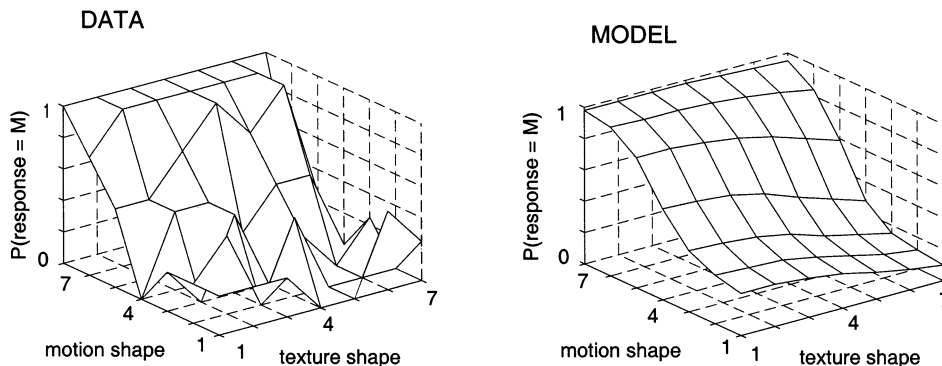 DATA
P(response = M)
1
0
7
4
1
motion shape
1
4
7
texture shape
MODEL
P(response = M)
1
0
7
4
1
motion shape
1
4
texture shape